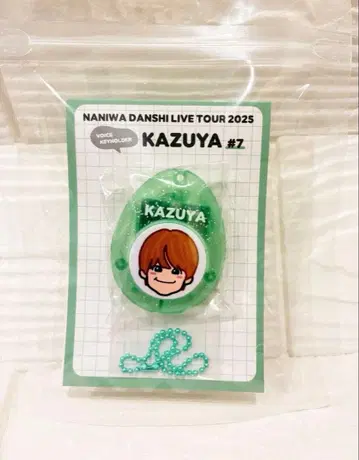 NANIWA DANSHI LIVE TOUR 2025
VOICE
KEYHOLDER
KAZUYA #7
KAZUYA